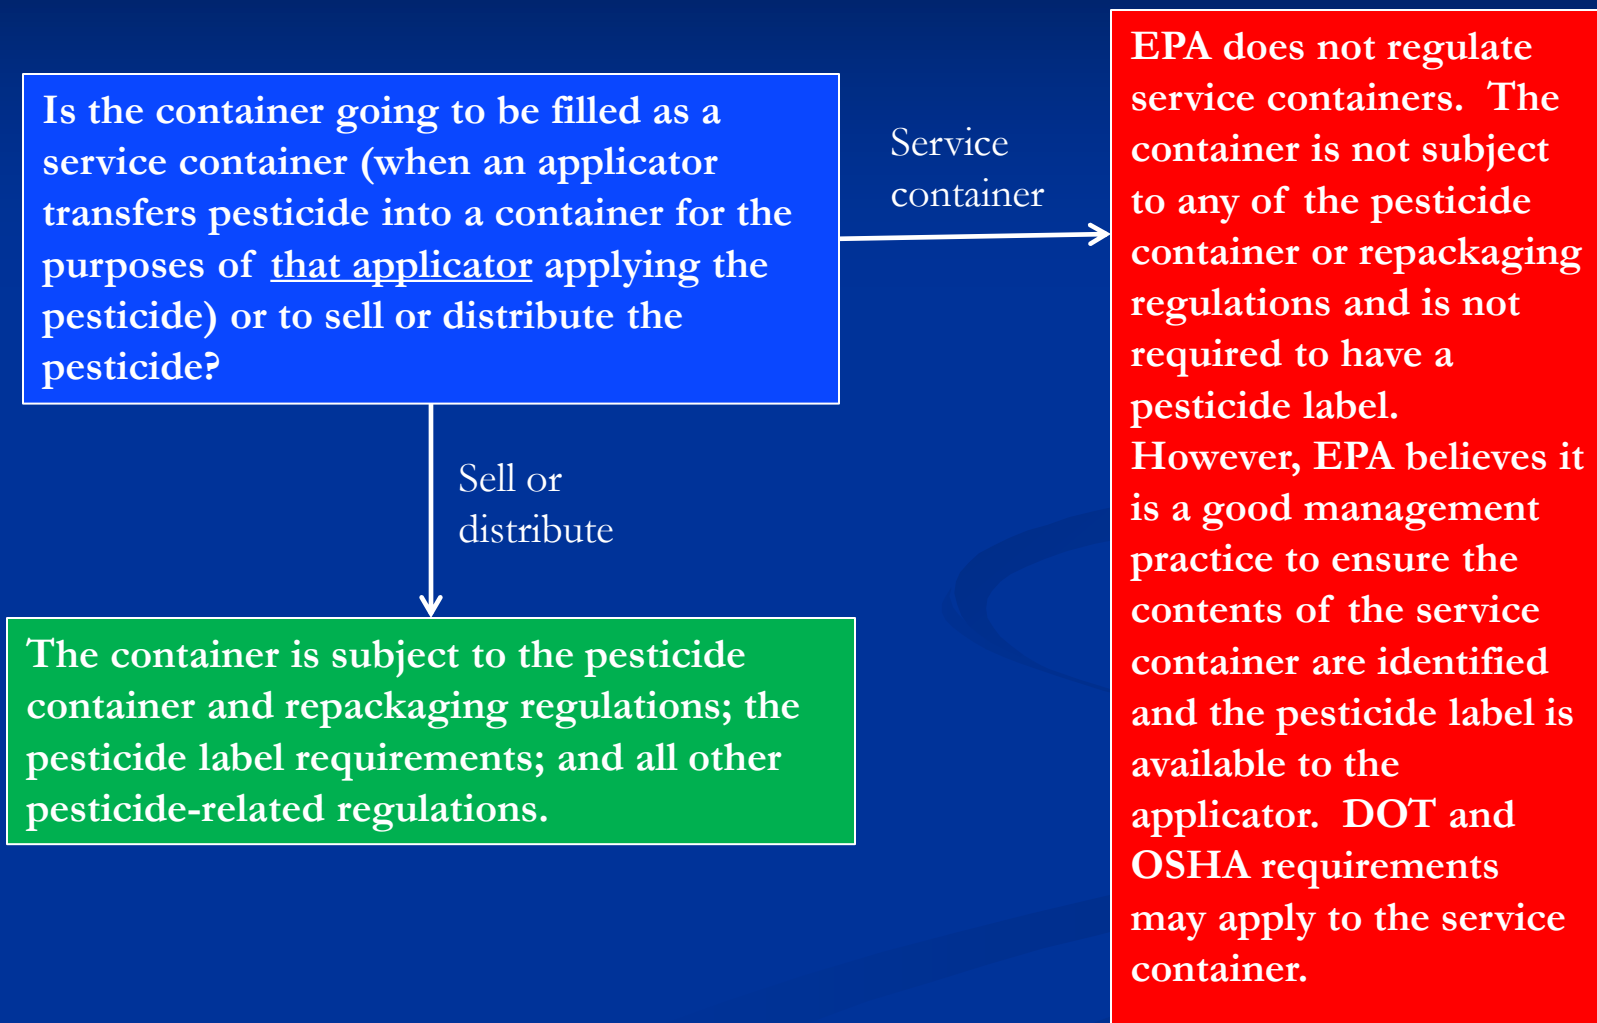 Is the container going to be filled as a
service container (when an applicator
transfers pesticide into a container for the
purposes of that applicator applying the
pesticide) or to sell or distribute the
pesticide?
Service
container
EPA does not regulate
service containers.  The
container is not subject
to any of the pesticide
container or repackaging
regulations and is not
required to have a
pesticide label.
However, EPA believes it
is a good management
practice to ensure the
contents of the service
container are identified
and the pesticide label is
available to the
applicator.  DOT and
OSHA requirements
may apply to the service
container.
Sell or
distribute
The container is subject to the pesticide
container and repackaging regulations; the
pesticide label requirements; and all other
pesticide-related regulations.